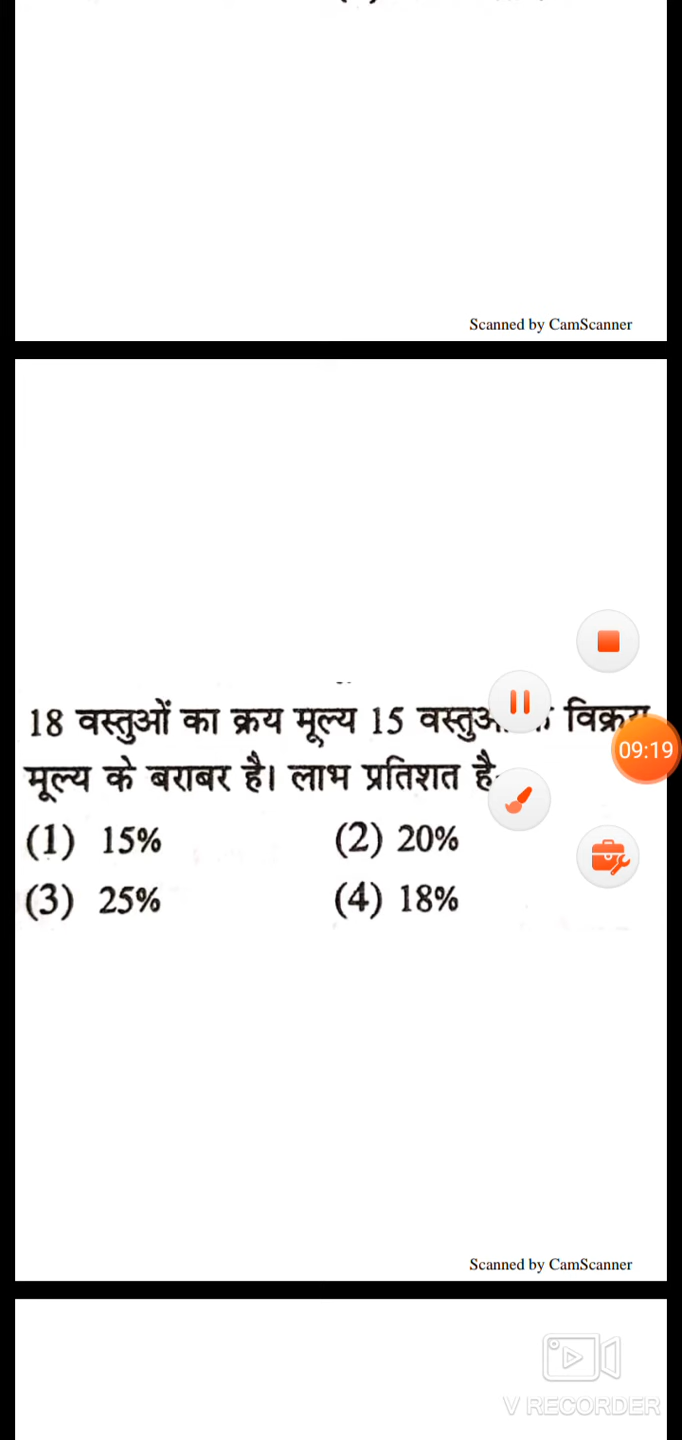 Scanned by CamScanner
18 वस्तुओं का क्रय मूल्य 15 विक्रय
09:19
मूल्य के बराबर है। लाभ प्रतिशत है
(1) 15% (2) 20%
(3) 25% (4) 18%
Scanned by CamScanner
V RECORDER